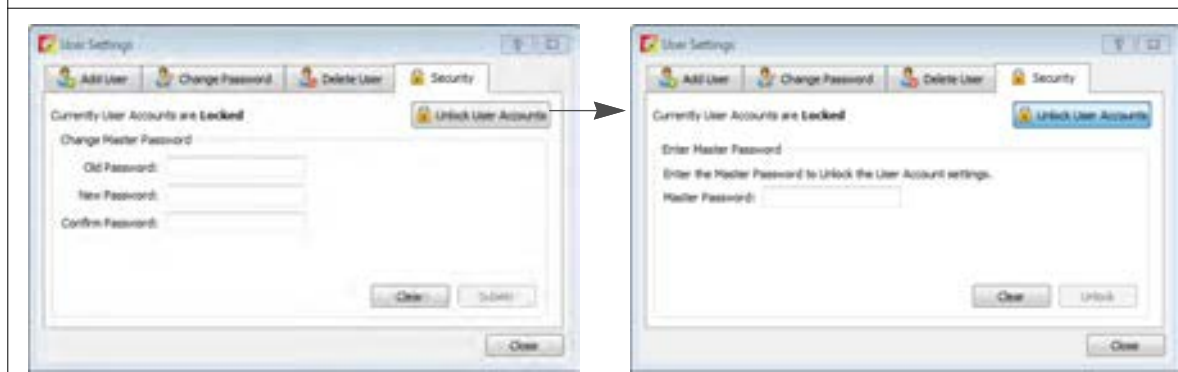 User Settings
Add User Change Password Delete User Security
Currently User Accounts are Locked Unlock User Accounts
Change Master Password
Old Password:
New Password:
Confirm Password:
Clear Submit
Close
User Settings
Add User Change Password Delete User Security
Currently User Accounts are Locked Unlock User Accounts
Enter Master Password
Enter the Master Password to Unlock the User Account settings.
Master Password:
Clear Unlock
Close